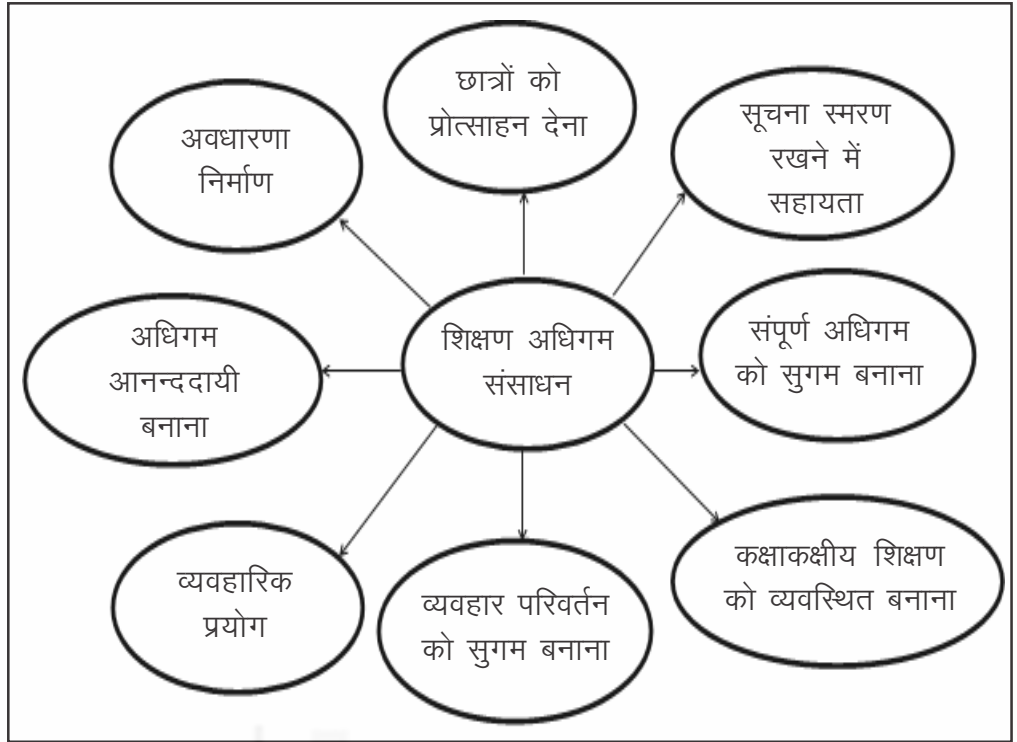 छात्रों को
प्रोत्साहन देना
सूचना स्मरण
रखने में
सहायता
अवधारणा
निर्माण
शिक्षण अधिगम
संसाधन
संपूर्ण अधिगम
को सुगम बनाना
अधिगम
आनन्ददायी
बनाना
व्यवहारिक
प्रयोग
व्यवहार परिवर्तन
को सुगम बनाना
कक्षाकक्षीय शिक्षण
को व्यवस्थित बनाना